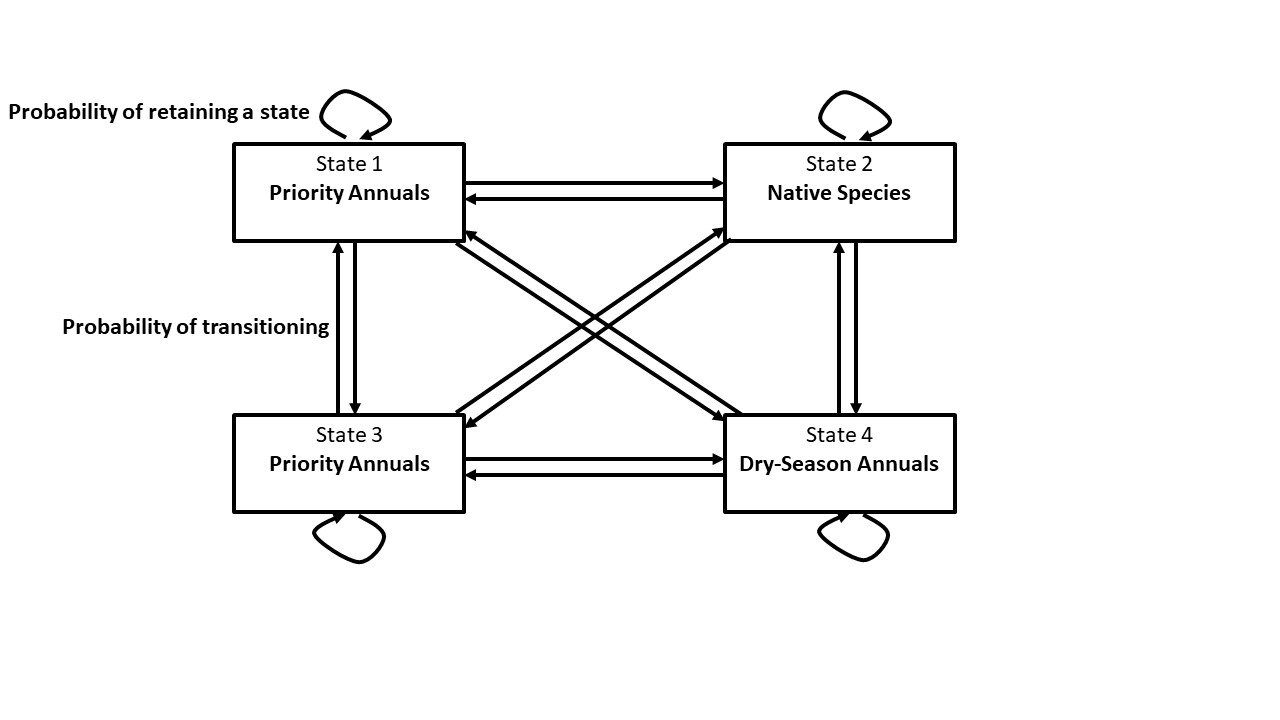 Probability of retaining a state
State 1
Priority Annuals
State 2
Native Species
Probability of transitioning
State 3
Priority Annuals
State 4
Dry-Season Annuals